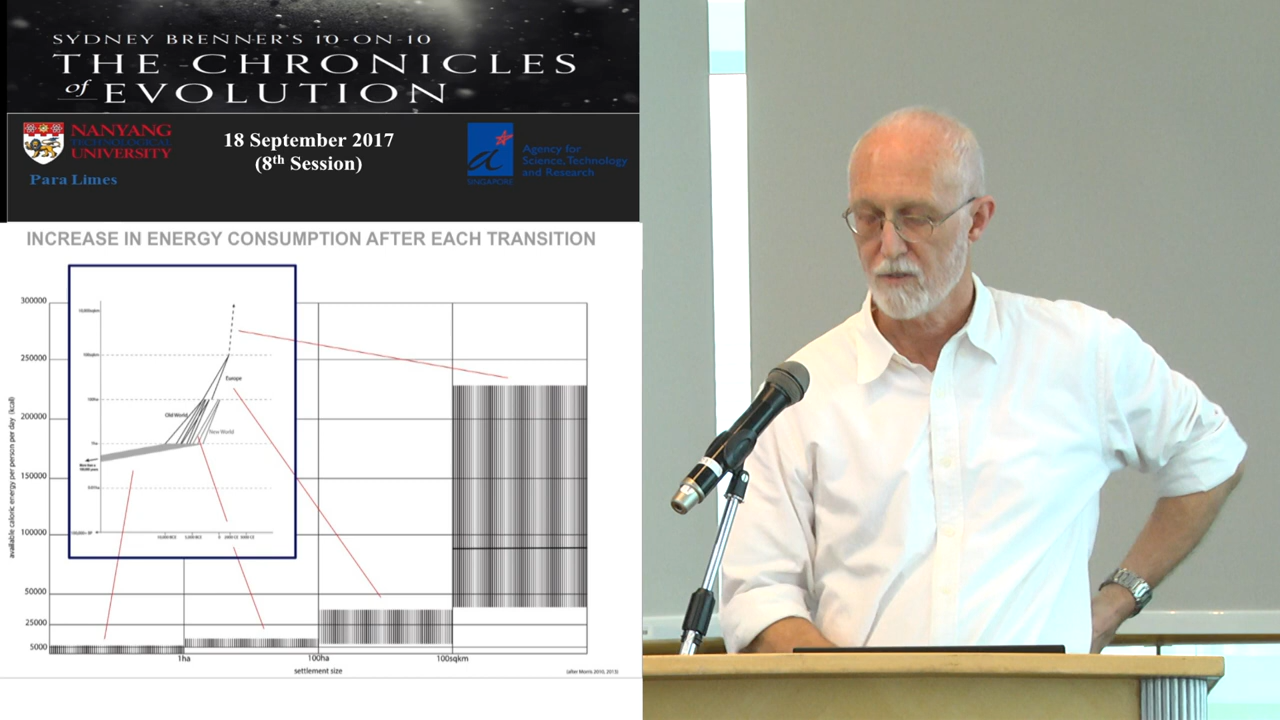 SYDNEY BRENNER'S 10-ON-10
THE CHRONICLES
of EVOLUTION
NANYANG
TECHNOLOGICAL
UNIVERSITY
Para Limes
18 September 2017
(8th Session)
SINGAPORE
Agency for
Science, Technology
and Research
INCREASE IN ENERGY CONSUMPTION AFTER EACH TRANSITION
available caloric energy per person per day (kcal)
300000
250000
200000
150000
100000
50000
25000
5000
Europe
Old World
New World
1ha
100ha
100sqkm
settlement size
(after Morris 2010, 2013)